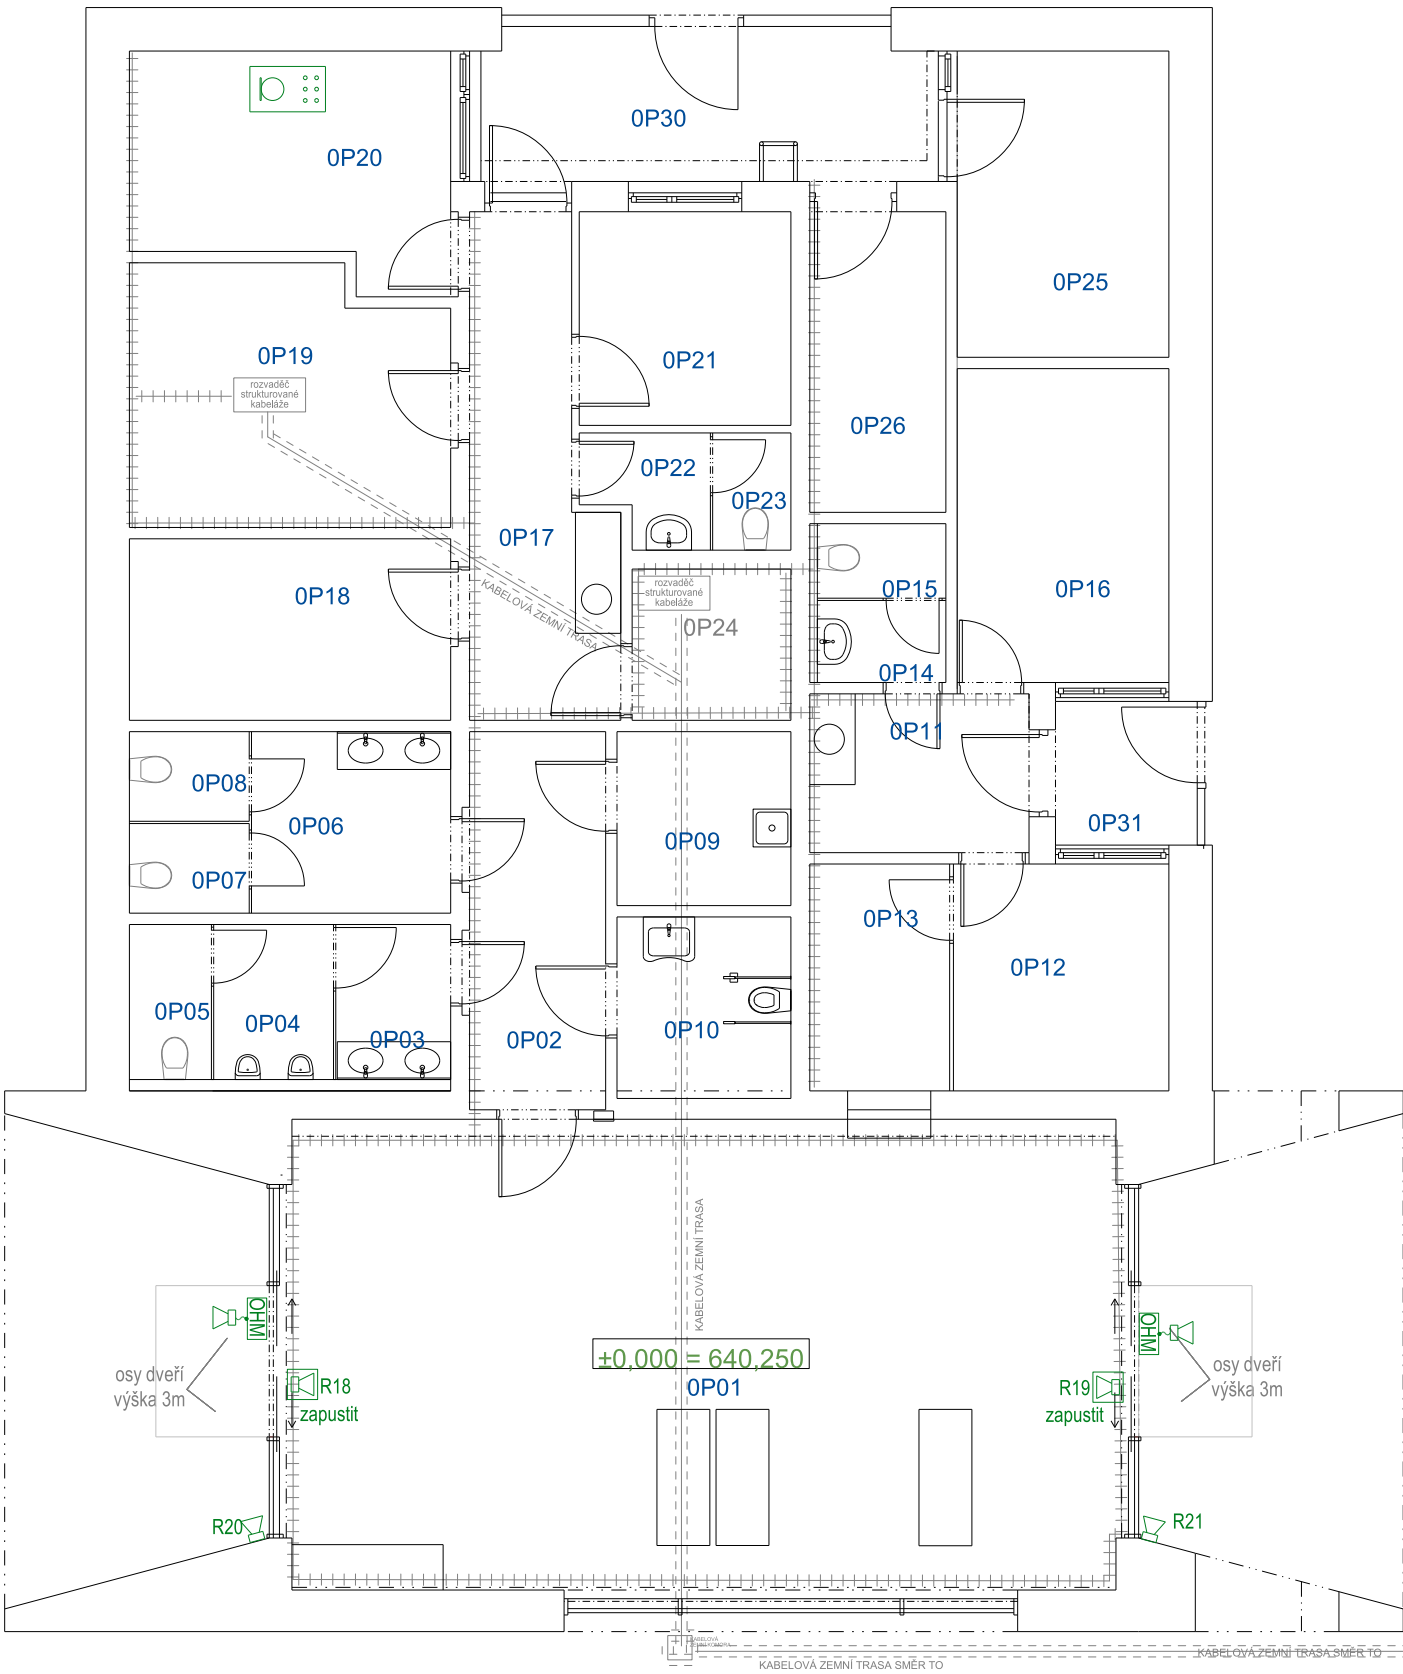 0P30
0P20
0P25
0P19
0P21
rozvaděč
strukturované
kabeláže
0P26
0P22
0P23
0P17
0P18
KABELOVÁ ZEMNÍ TRASA
rozvaděč
strukturované
kabeláže
0P24
0P15
0P16
0P14
0P11
0P08
0P06
0P09
0P31
0P07
0P13
0P12
0P05
0P04
0P03
0P02
0P10
KABELOVÁ ZEMNÍ TRASA
OHM
OHM
±0,000 = 640,250
0P01
osy dveří
výška 3m
R18
zapustit
R19
zapustit
osy dveří
výška 3m
R20
R21
KABELOVÁ
ZEMNÍ KOMORA
KABELOVÁ ZEMNÍ TRASA SMĚR TO
KABELOVÁ ZEMNÍ TRASA SMĚR TO